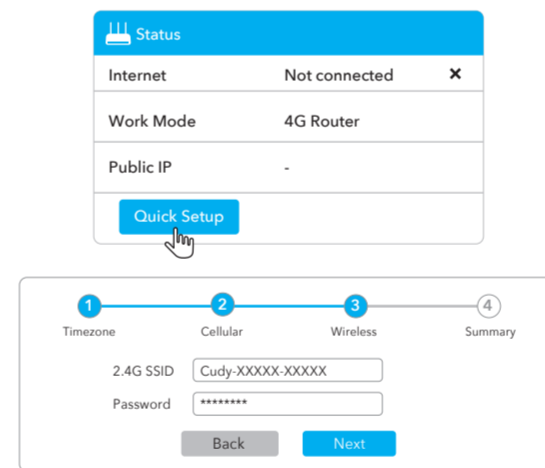 Status
Internet Not connected ×
Work Mode 4G Router
Public IP -
Quick Setup
1 2 3 4
Timezone Cellular Wireless Summary
2.4G SSID Cudy-XXXXX-XXXXX
Password ********
Back Next